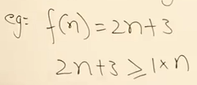 eg:- f(n) = 2n+3
2n+3 ≥ 1×n